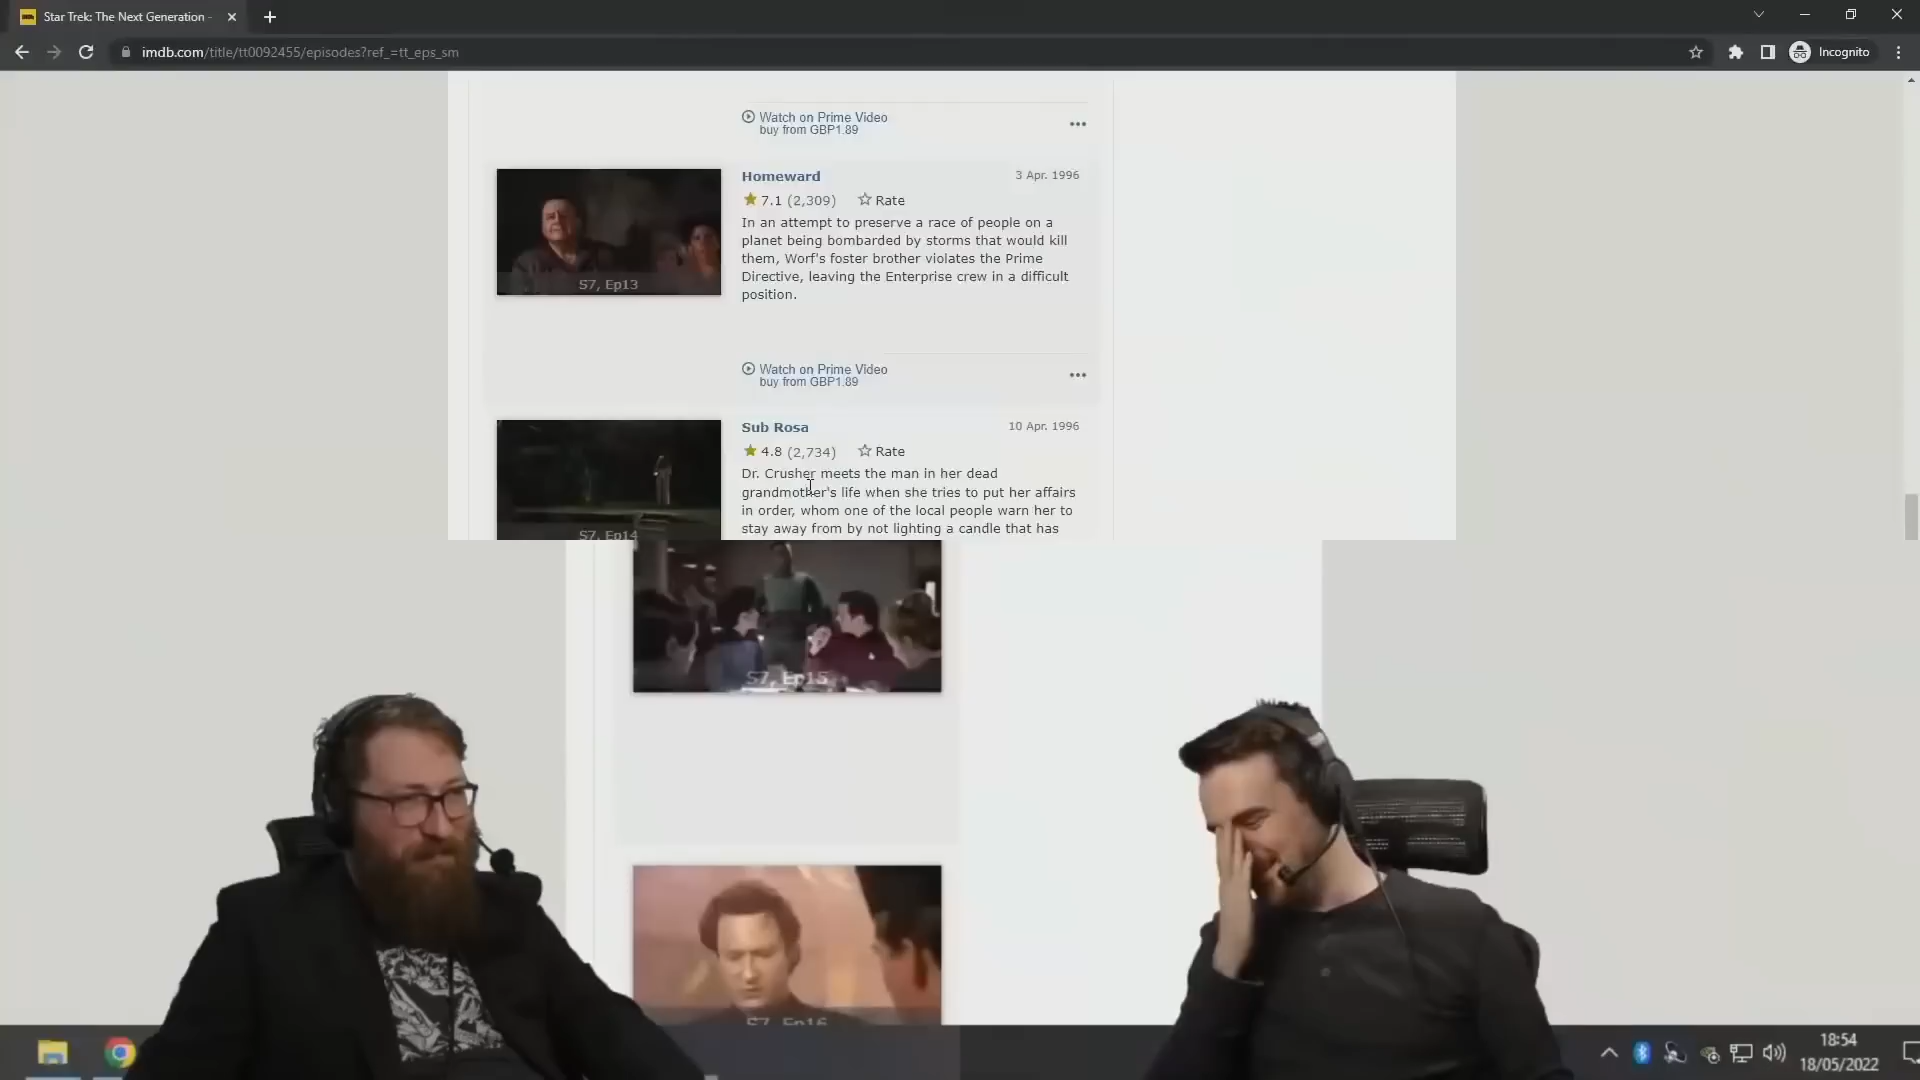 Star Trek: The Next Generation -
imdb.com/title/tt0092455/episodes?ref_=tt_eps_sm
Incognito
Watch on Prime Video
buy from GBP1.89
Homeward
3 Apr. 1996
7.1 (2,309)
Rate
In an attempt to preserve a race of people on a
planet being bombarded by storms that would kill
them, Worf's foster brother violates the Prime
Directive, leaving the Enterprise crew in a difficult
position.
S7, Ep13
Watch on Prime Video
buy from GBP1.89
Sub Rosa
10 Apr. 1996
4.8 (2,734)
Rate
Dr. Crusher meets the man in her dead
grandmother's life when she tries to put her affairs
in order, whom one of the local people warn her to
stay away from by not lighting a candle that has
S7, Ep14
S7, Ep15
S7, Ep16
18:54
18/05/2022